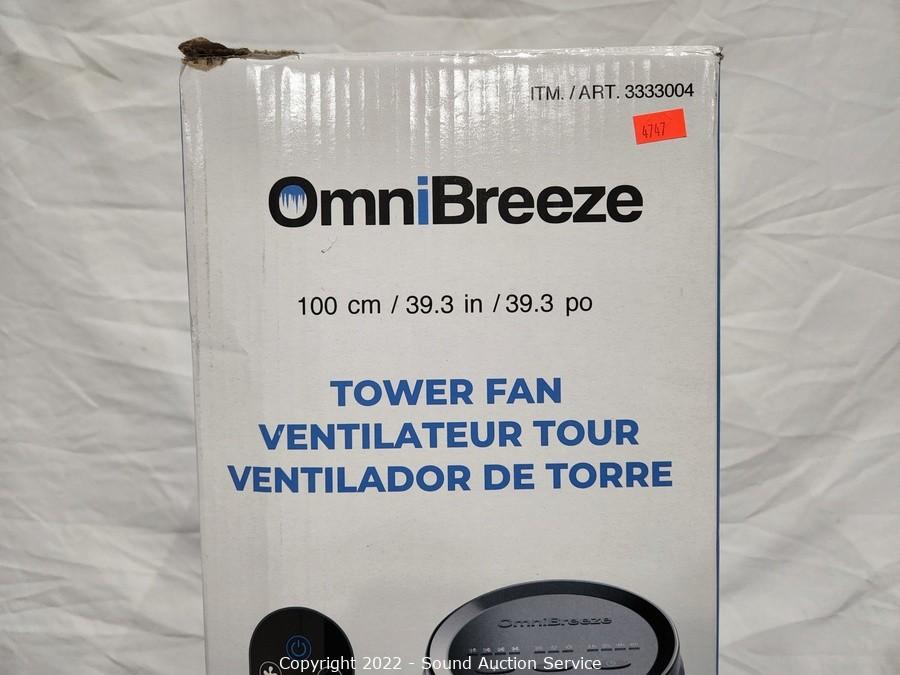 ITM. / ART. 3333004
4747
OmniBreeze
100 cm / 39.3 in / 39.3 po
TOWER FAN
VENTILATEUR TOUR
VENTILADOR DE TORRE
OmniBreeze
Copyright 2022 - Sound Auction Service